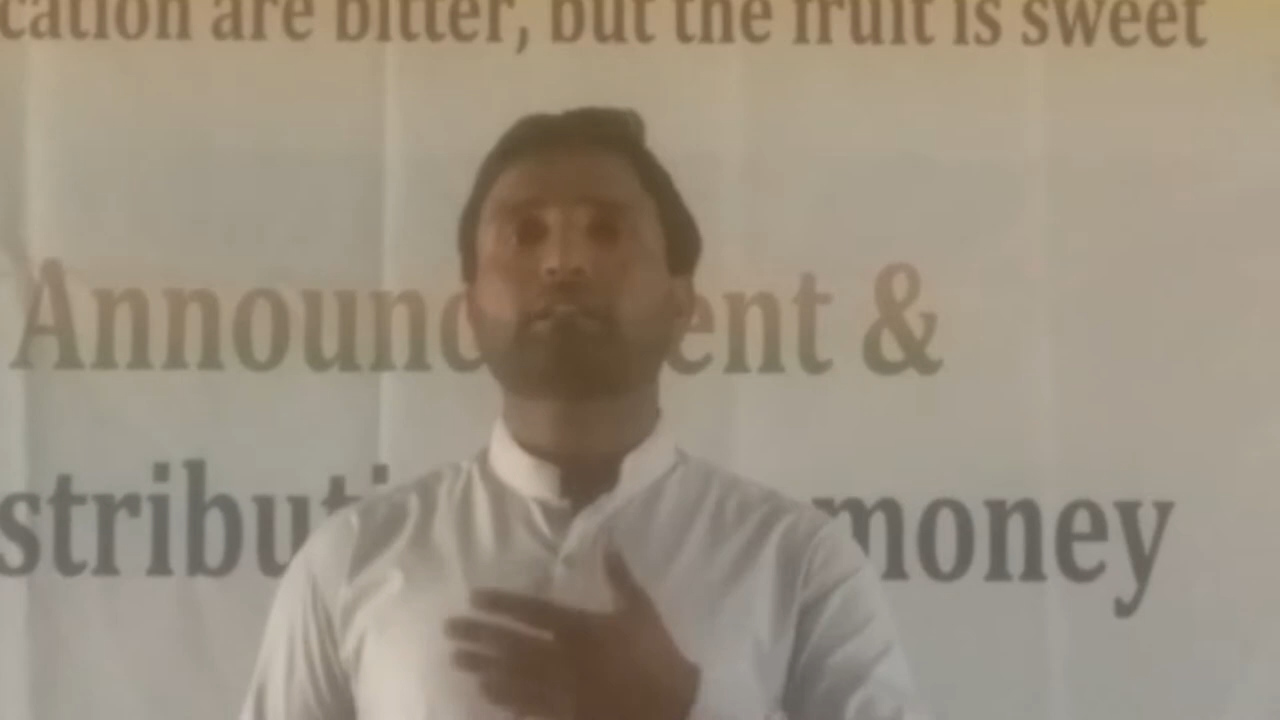 cation are bitter, but the fruit is sweet
Announc ent &
stributi money